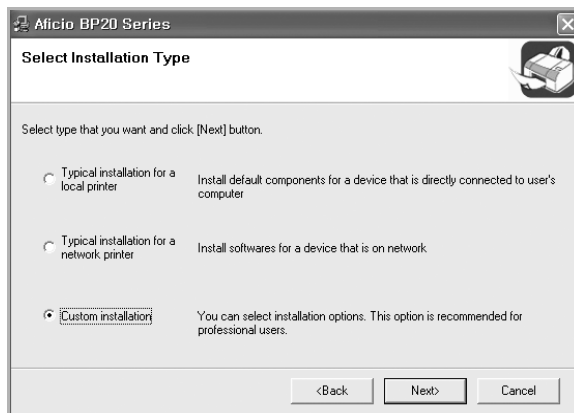 Aficio BP20 Series
Select Installation Type
Select type that you want and click [Next] button.
Typical installation for a
local printer
Install default components for a device that is directly connected to user's
computer
Typical installation for a
network printer
Install softwares for a device that is on network
Custom installation
You can select installation options. This option is recommended for
professional users.
<Back
Next>
Cancel